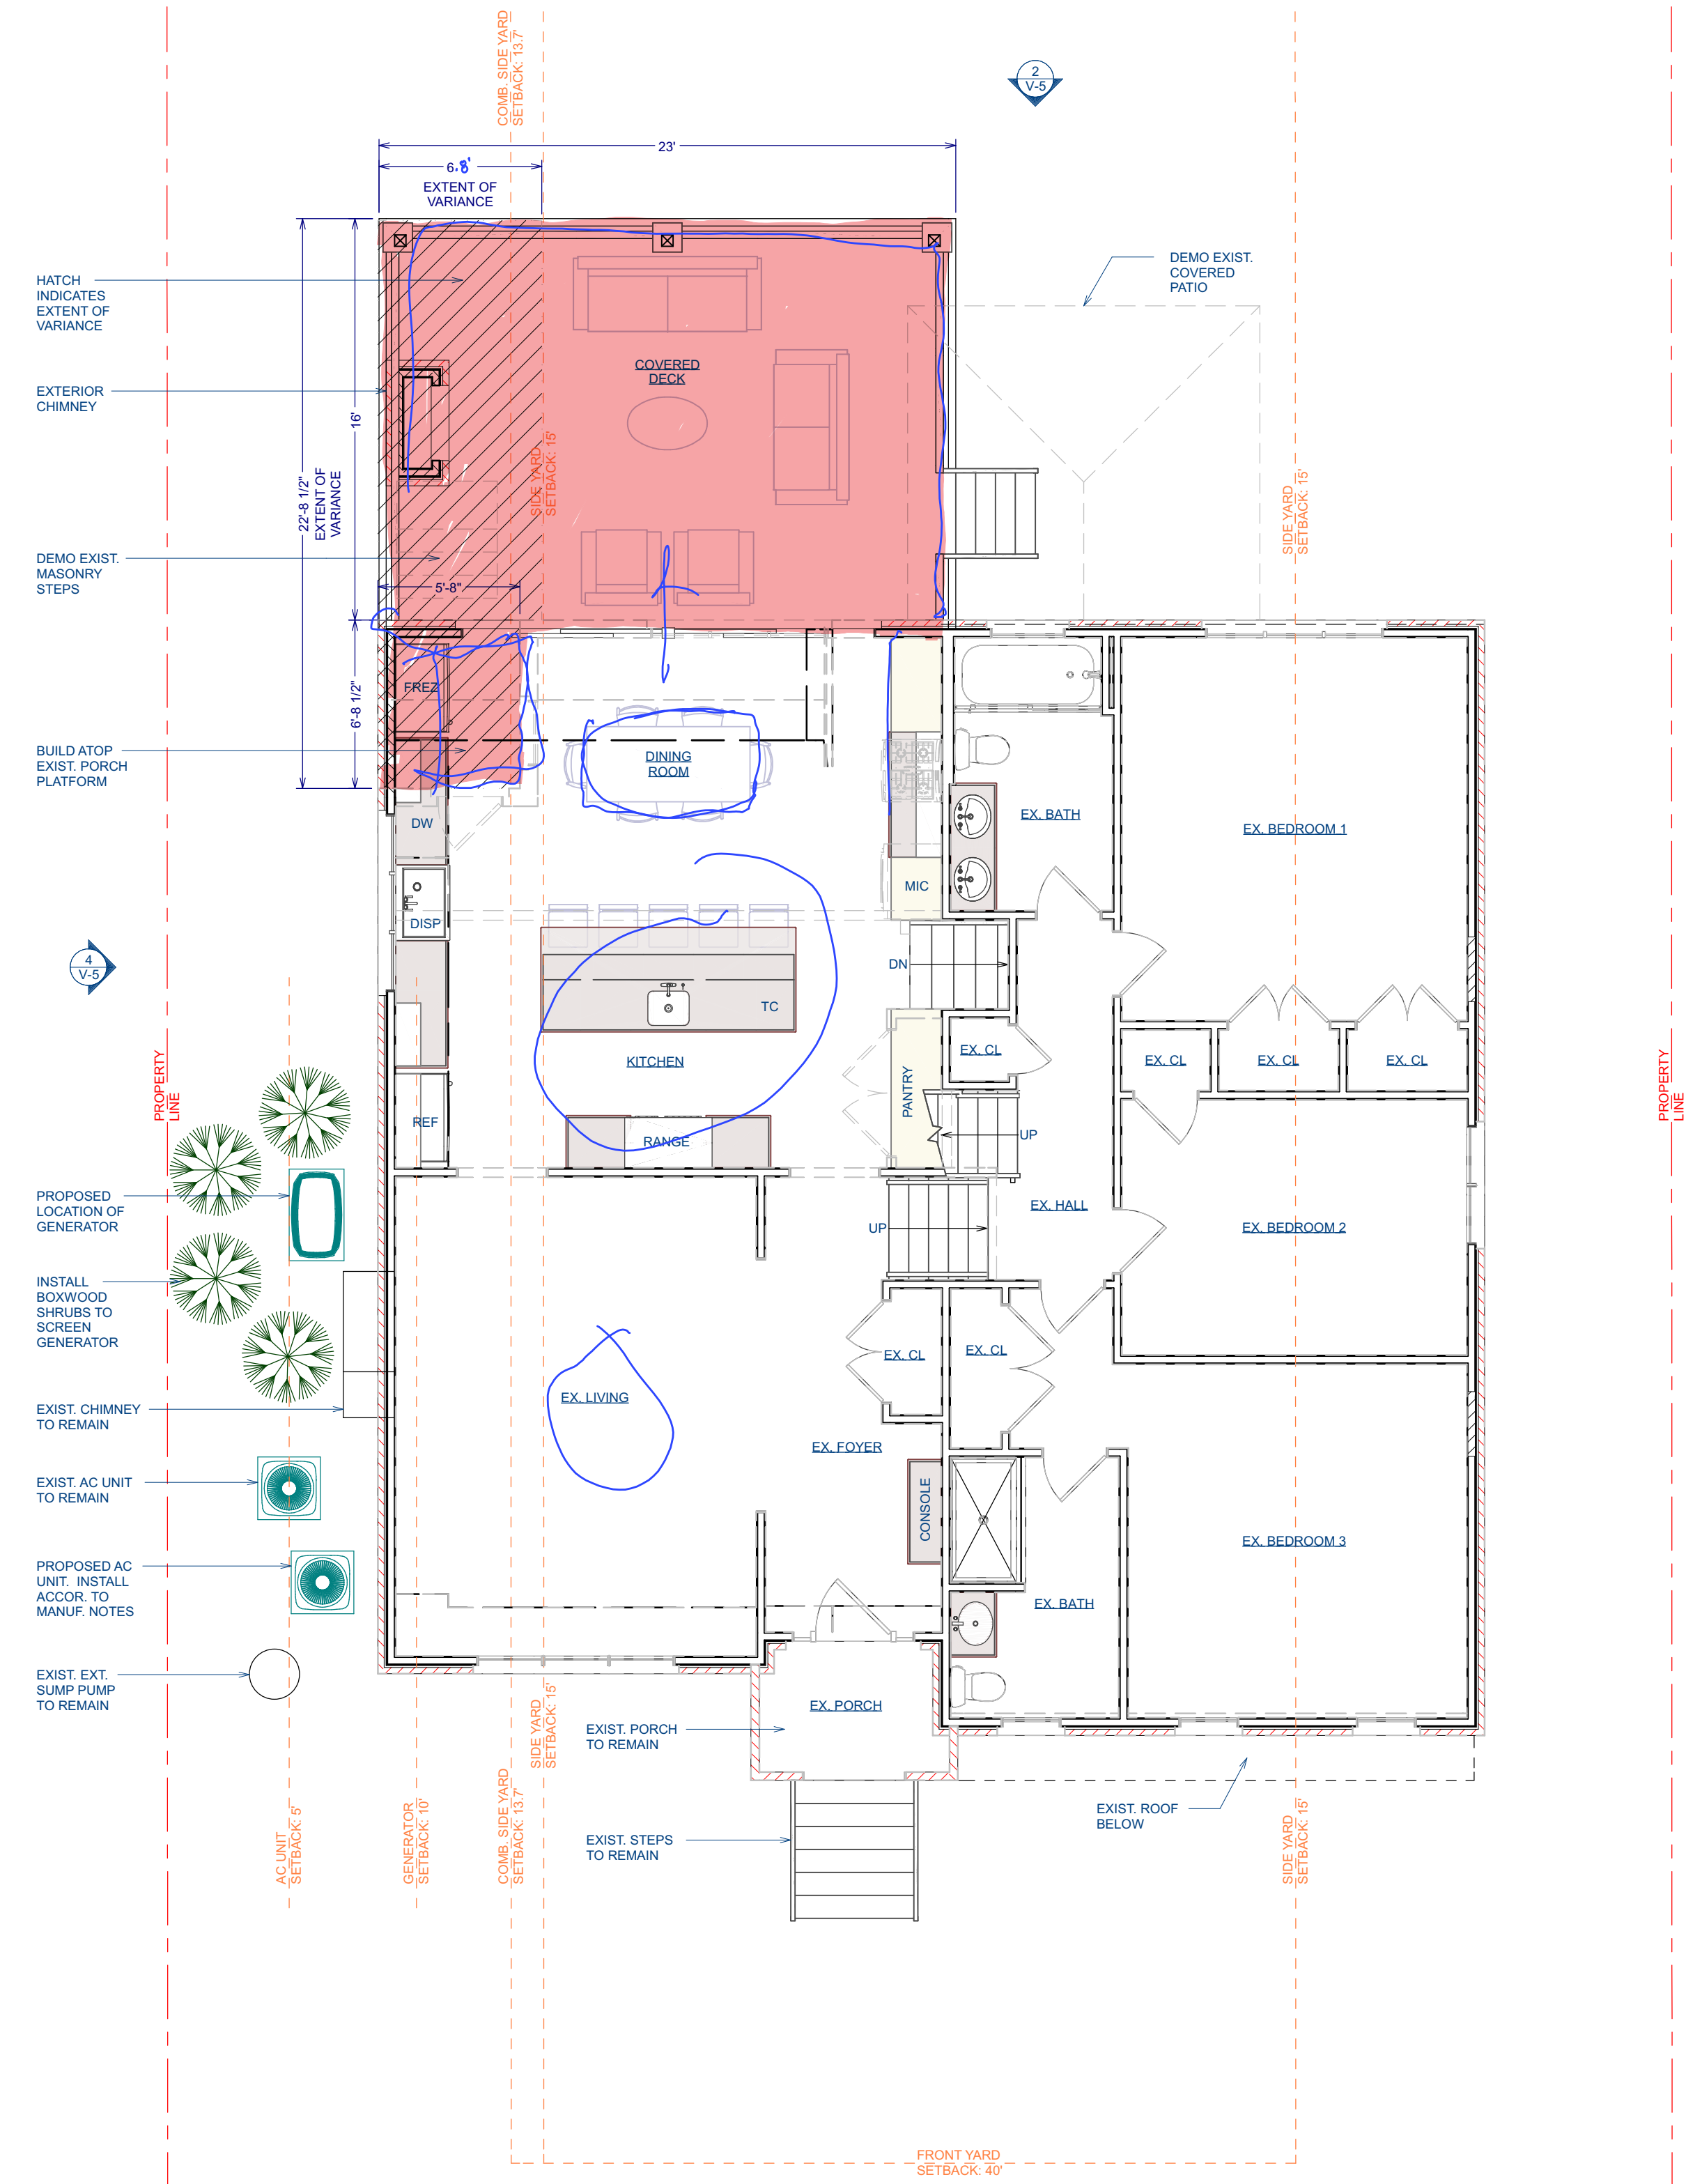 COMB. SIDE YARD
SETBACK: 13.7'
2
V-5
23'
6.8'
EXTENT OF
VARIANCE
HATCH
INDICATES
EXTENT OF
VARIANCE
DEMO EXIST.
COVERED
PATIO
COVERED
DECK
EXTERIOR
CHIMNEY
16'
22'-8 1/2"
EXTENT OF
VARIANCE
SIDE YARD
SETBACK: 15'
SIDE YARD
SETBACK: 15'
DEMO EXIST.
MASONRY
STEPS
5'-8"
6'-8 1/2"
FREZ
BUILD ATOP
EXIST. PORCH
PLATFORM
DINING
ROOM
EX. BATH
EX. BEDROOM 1
DW
MIC
DISP
4
V-5
DN
TC
KITCHEN
EX. CL
EX. CL
EX. CL
EX. CL
PROPERTY
LINE
PROPERTY
LINE
PANTRY
REF
RANGE
UP
PROPOSED
LOCATION OF
GENERATOR
EX. HALL
UP
EX. BEDROOM 2
INSTALL
BOXWOOD
SHRUBS TO
SCREEN
GENERATOR
EX. CL
EX. CL
EX. LIVING
EXIST. CHIMNEY
TO REMAIN
EX. FOYER
EXIST. AC UNIT
TO REMAIN
CONSOLE
EX. BEDROOM 3
PROPOSED AC
UNIT. INSTALL
ACCOR. TO
MANUF. NOTES
EX. BATH
EXIST. EXT.
SUMP PUMP
TO REMAIN
EX. PORCH
SIDE YARD
SETBACK: 15'
EXIST. PORCH
TO REMAIN
EXIST. ROOF
BELOW
AC UNIT
SETBACK: 5'
GENERATOR
SETBACK: 10'
COMB. SIDE YARD
SETBACK: 13.7'
EXIST. STEPS
TO REMAIN
SIDE YARD
SETBACK: 15'
FRONT YARD
SETBACK: 40'